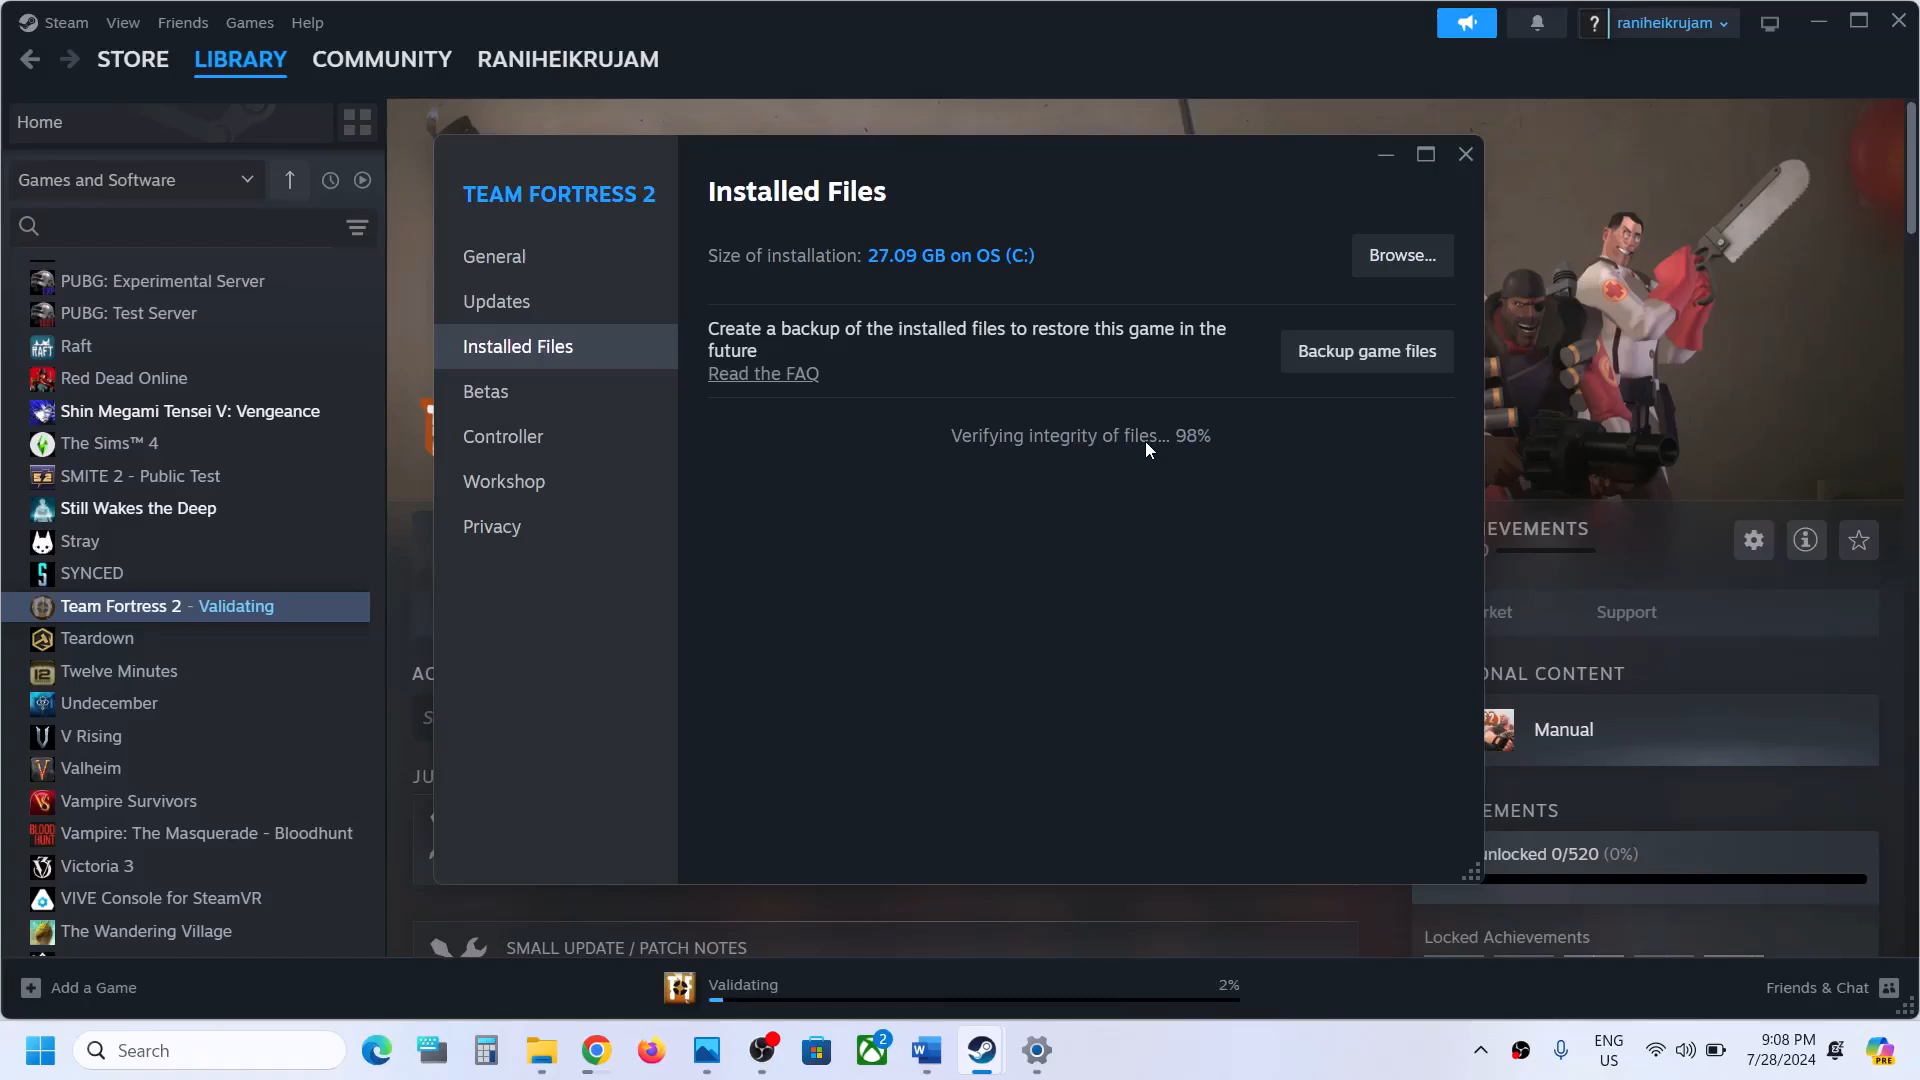 Steam View Friends Games Help
? raniheikrujam
STORE LIBRARY COMMUNITY RANIHEIKRUJAM
Home
Games and Software
PUBG: Experimental Server
PUBG: Test Server
Raft
Red Dead Online
Shin Megami Tensei V: Vengeance
The Sims™ 4
SMITE 2 - Public Test
Still Wakes the Deep
Stray
SYNCED
Team Fortress 2 - Validating
Teardown
Twelve Minutes
Undecember
V Rising
Valheim
Vampire Survivors
Vampire: The Masquerade - Bloodhunt
Victoria 3
VIVE Console for SteamVR
The Wandering Village
TEAM FORTRESS 2
General
Updates
Installed Files
Betas
Controller
Workshop
Privacy
Installed Files
Size of installation: 27.09 GB on OS (C:)
Browse...
Create a backup of the installed files to restore this game in the
future
Read the FAQ
Backup game files
Verifying integrity of files... 98%
EVEMENTS
rket Support
ONAL CONTENT
Manual
EMENTS
unlocked 0/520 (0%)
Locked Achievements
AC
JU
SMALL UPDATE / PATCH NOTES
Add a Game
Validating 2%
Friends & Chat
Search
2
ENG
US
9:08 PM
7/28/2024
PRE